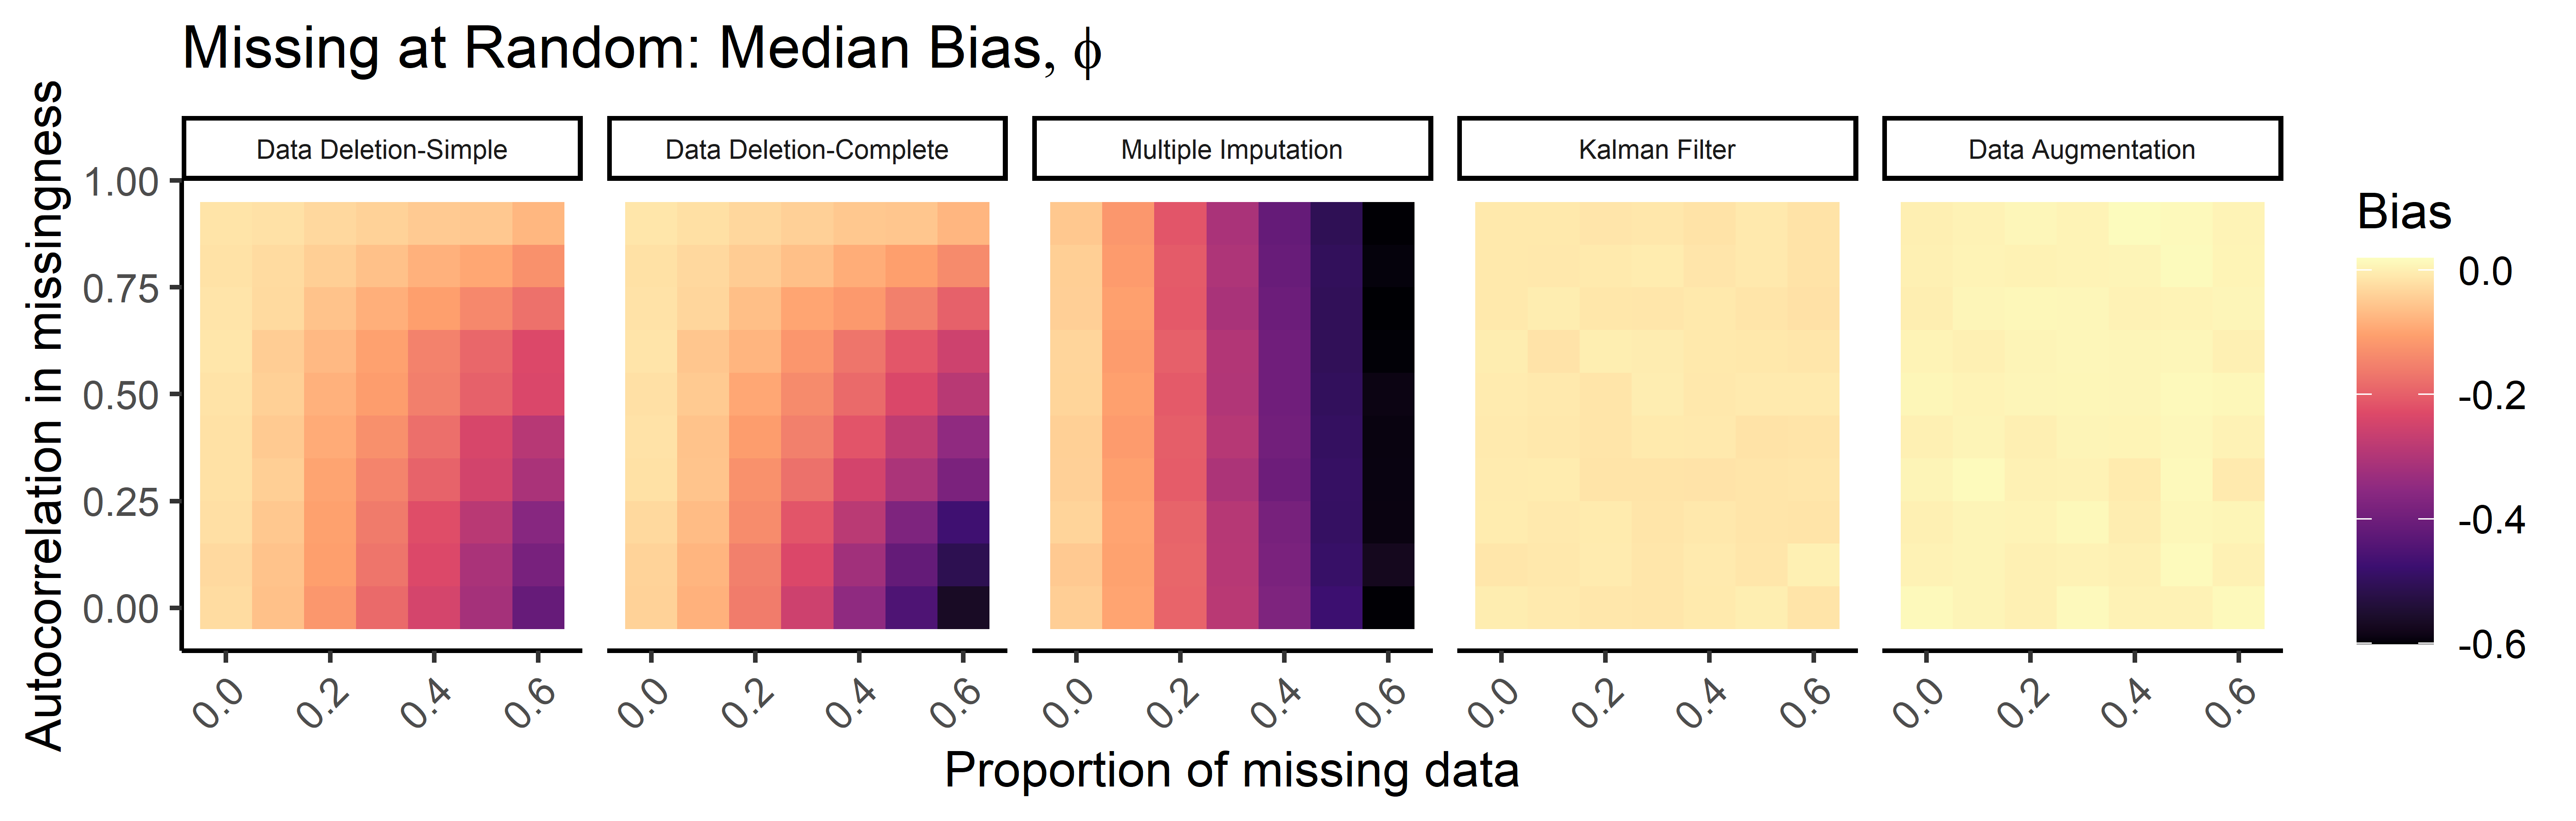 Missing at Random: Median Bias, ϕ
Data Deletion-Simple
Data Deletion-Complete
Multiple Imputation
Kalman Filter
Data Augmentation
Autocorrelation in missingness
1.00
0.75
0.50
0.25
0.00
0.0 0.2 0.4 0.6
0.0 0.2 0.4 0.6
0.0 0.2 0.4 0.6
0.0 0.2 0.4 0.6
0.0 0.2 0.4 0.6
Proportion of missing data
Bias
0.0
-0.2
-0.4
-0.6